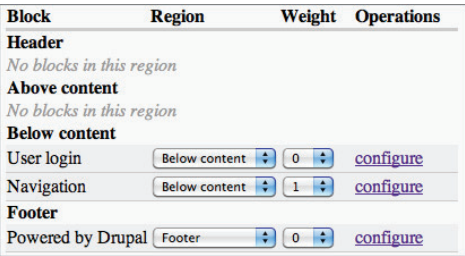 Block Region Weight Operations
Header
No blocks in this region
Above content
No blocks in this region
Below content
User login Below content 0 configure
Navigation Below content 1 configure
Footer
Powered by Drupal Footer 0 configure